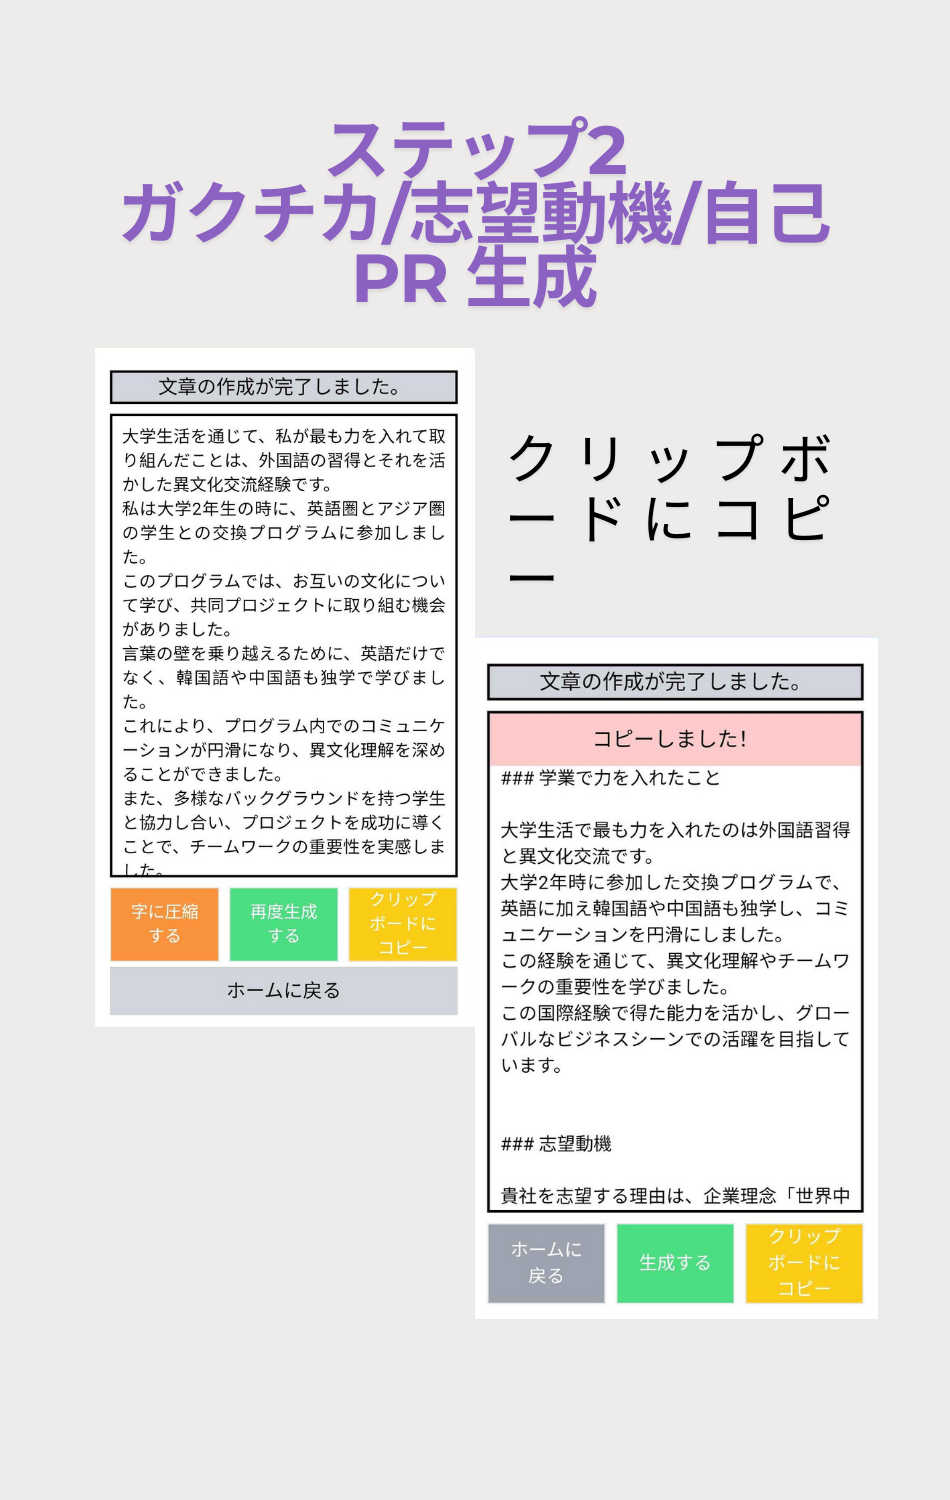 ステップ2
ガクチカ/志望動機/自己
PR 生成
文章の作成が完了しました。
大学生活を通じて、私が最も力を入れて取
り組んだことは、外国語の習得とそれを活
かした異文化交流経験です。
私は大学2年生の時に、英語圏とアジア圏
の学生との交換プログラムに参加しまし
た。
このプログラムでは、お互いの文化につい
て学び、共同プロジェクトに取り組む機会
がありました。
言葉の壁を乗り越えるために、英語だけで
なく、韓国語や中国語も独学で学びまし
た。
これにより、プログラム内でのコミュニケ
ーションが円滑になり、異文化理解を深め
ることができました。
また、多様なバックグラウンドを持つ学生
と協力し合い、プロジェクトを成功に導く
ことで、チームワークの重要性を実感しま
した。
字に圧縮
する
再度生成
する
クリップ
ボードに
コピー
ホームに戻る
クリップボ
ードにコピ
ー
文章の作成が完了しました。
コピーしました!
### 学業で力を入れたこと
大学生活で最も力を入れたのは外国語習得
と異文化交流です。
大学2年時に参加した交換プログラムで、
英語に加え韓国語や中国語も独学し、コミ
ュニケーションを円滑にしました。
この経験を通じて、異文化理解やチームワ
ークの重要性を学びました。
この国際経験で得た能力を活かし、グロー
バルなビジネスシーンでの活躍を目指して
います。
### 志望動機
貴社を志望する理由は、企業理念「世界中
ホームに
戻る
生成する
クリップ
ボードに
コピー